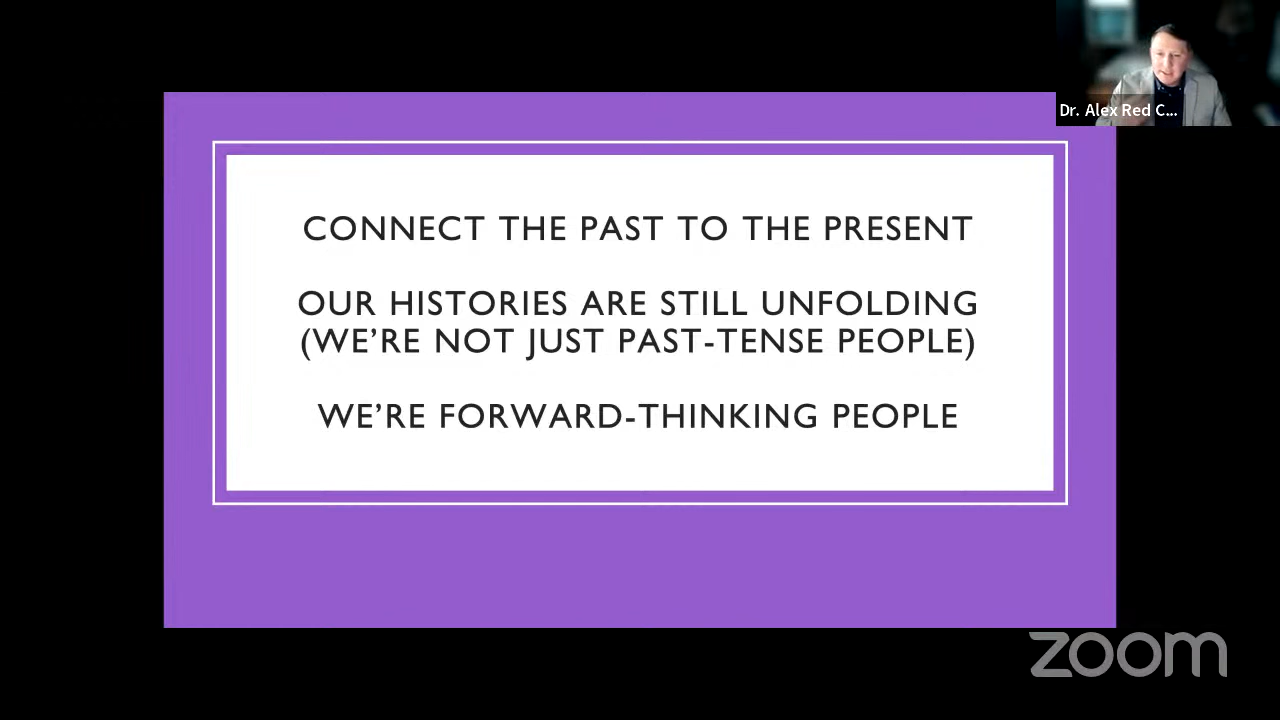 Dr. Alex Red C...
CONNECT THE PAST TO THE PRESENT
OUR HISTORIES ARE STILL UNFOLDING
(WE’RE NOT JUST PAST-TENSE PEOPLE)
WE’RE FORWARD-THINKING PEOPLE
zoom